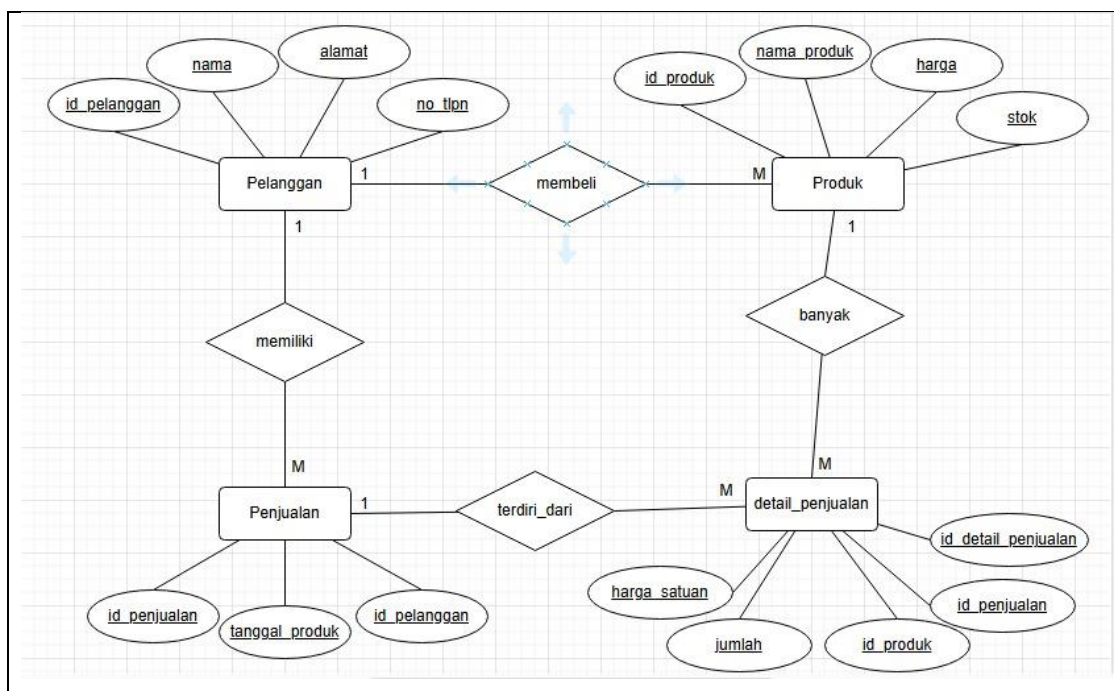 alamat
nama
id_pelanggan
no_tlpn
nama_produk
id_produk
harga
stok
Pelanggan
1
membeli
M
Produk
1
1
memiliki
banyak
M
M
Penjualan
1
terdiri_dari
M
detail_penjualan
id_penjualan
tanggal_produk
id_pelanggan
harga_satuan
jumlah
id_produk
id_penjualan
id_detail_penjualan